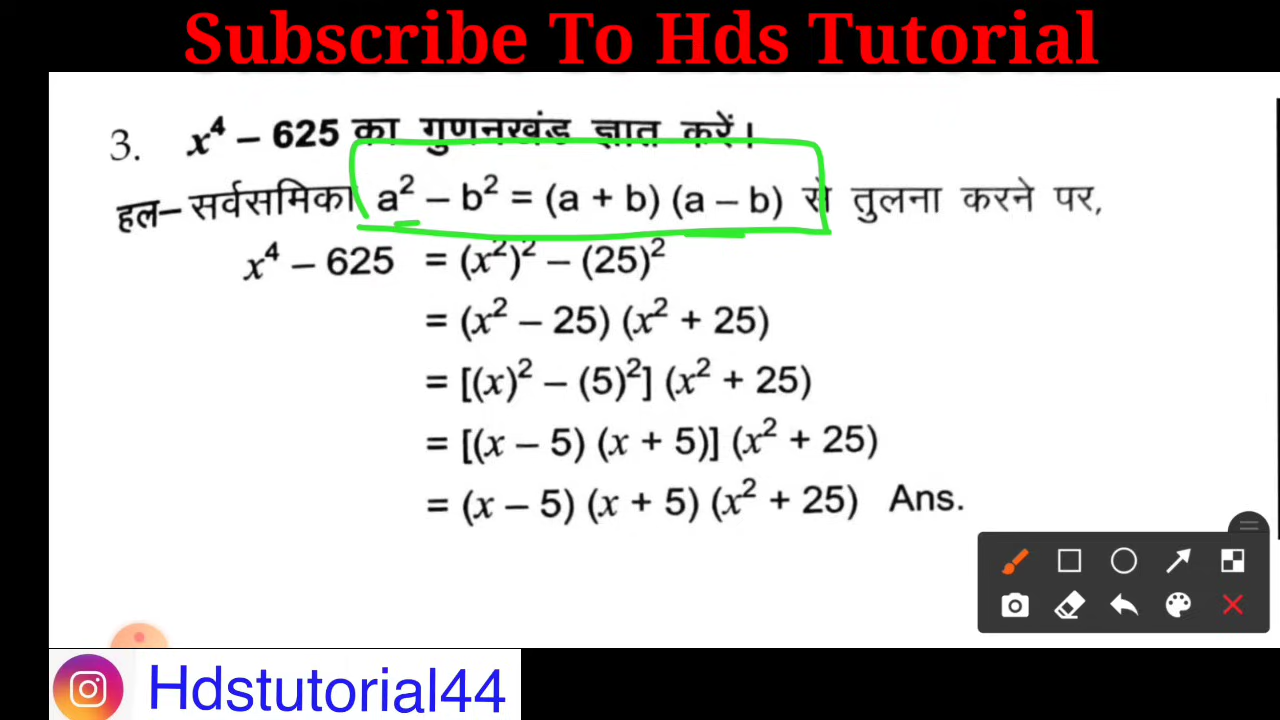 Subscribe To Hds Tutorial
3. x⁴ – 625 का गुणनखंड ज्ञात करें।
हल– सर्वसमिका a² – b² = (a + b) (a – b) से तुलना करने पर,
x⁴ – 625 = (x²)² – (25)²
= (x² – 25) (x² + 25)
= [(x)² – (5)²] (x² + 25)
= [(x – 5) (x + 5)] (x² + 25)
= (x – 5) (x + 5) (x² + 25) Ans.
Hdstutorial44